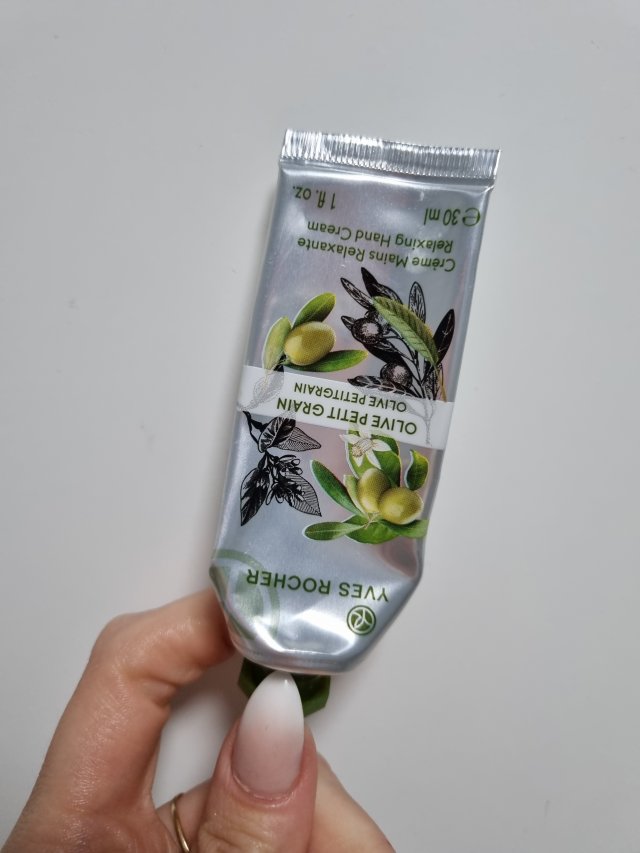 YVES ROCHER
OLIVE PETIT GRAIN
OLIVE PETITGRAIN
Crème Mains Relaxante
Relaxing Hand Cream
℮30 ml 1 fl. oz.